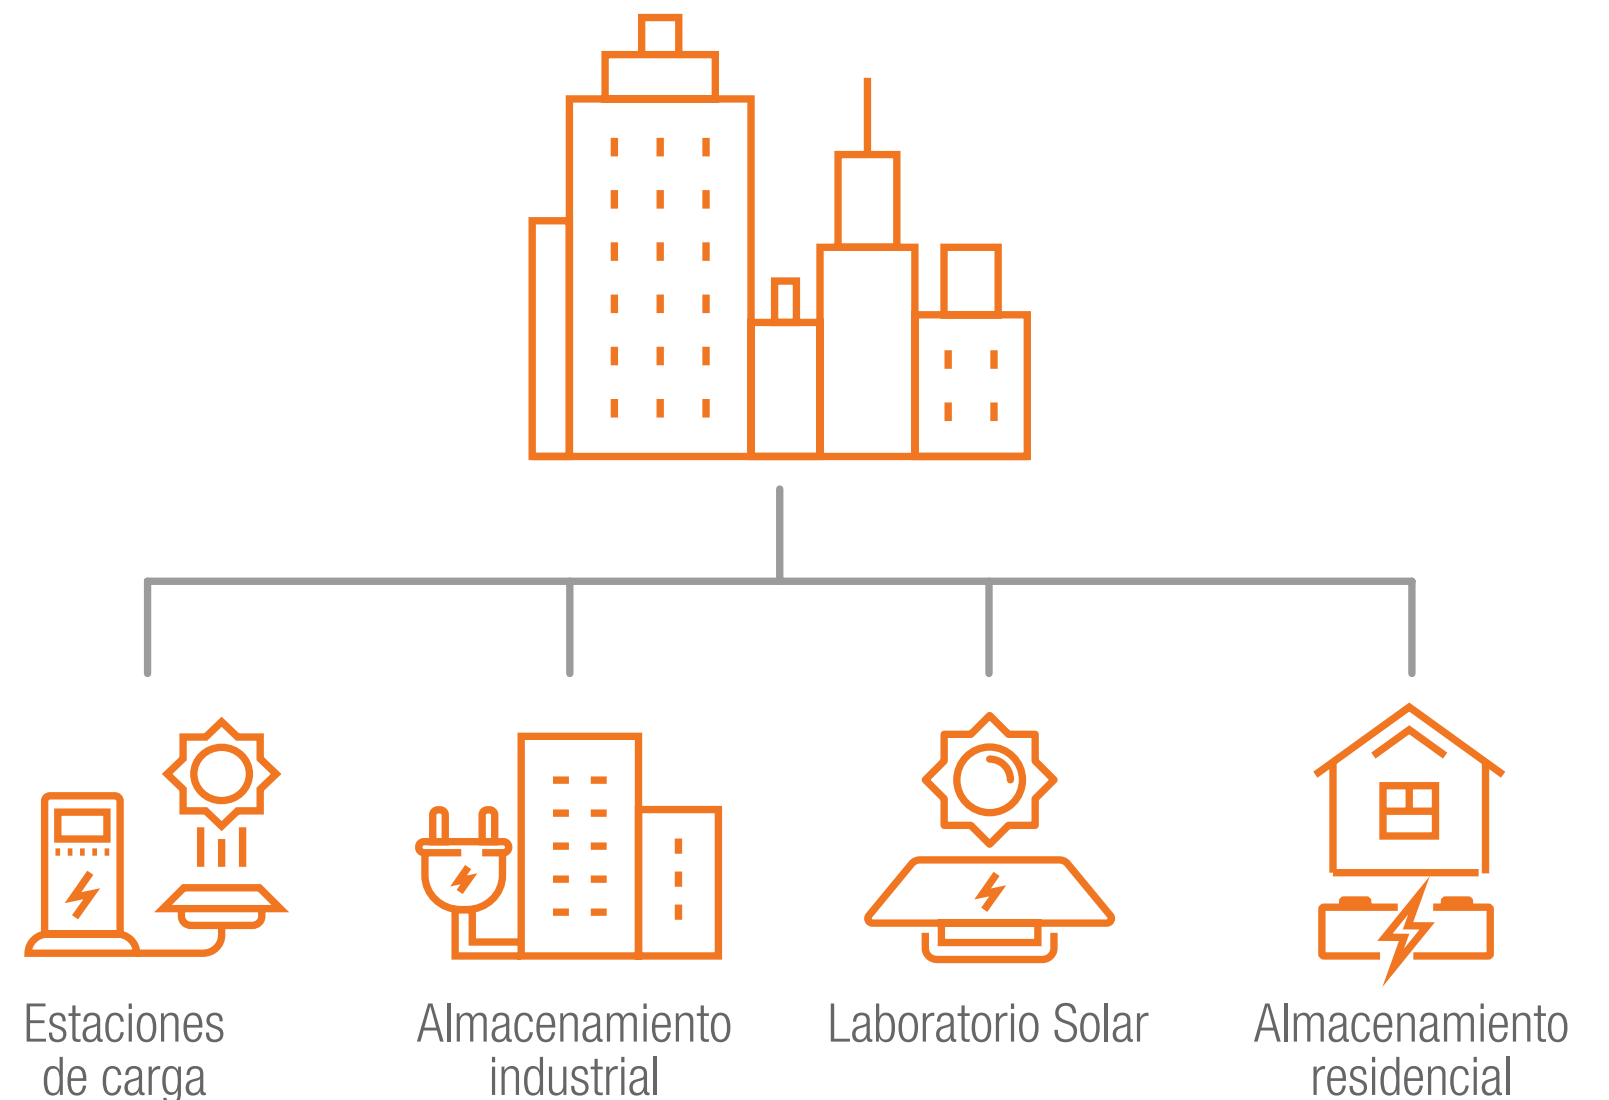 Estaciones
de carga
Almacenamiento
industrial
Laboratorio Solar
Almacenamiento
residencial